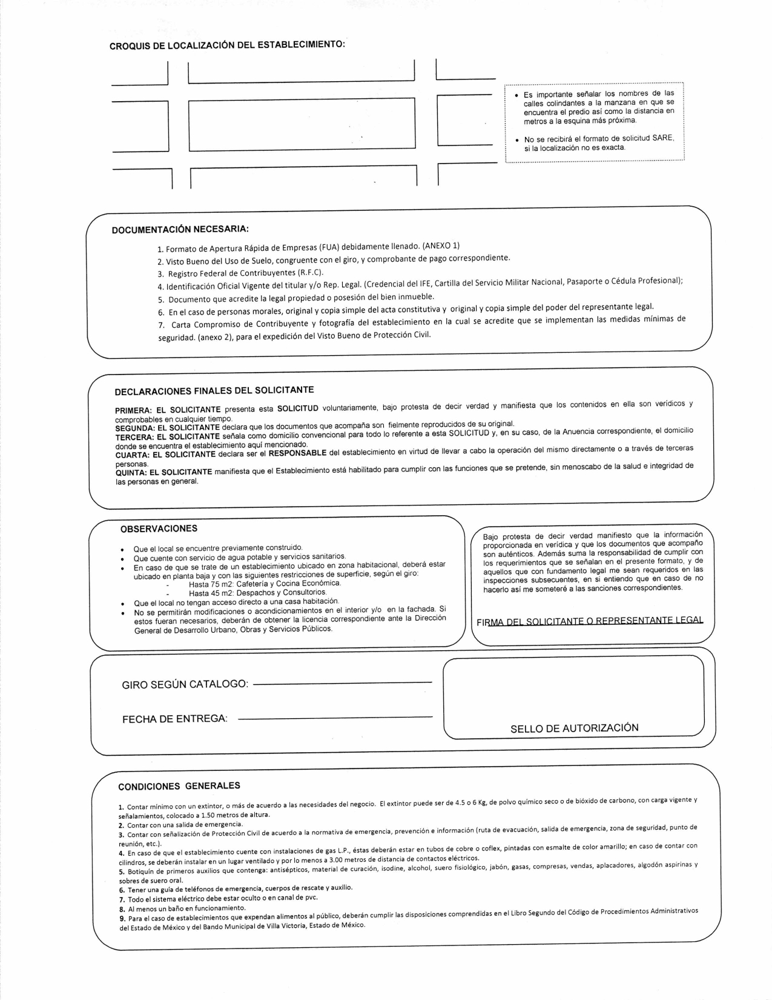 CROQUIS DE LOCALIZACIÓN DEL ESTABLECIMIENTO:
• Es importante señalar los nombres de las
calles colindantes a la manzana en que se
encuentra el predio así como la distancia en
metros a la esquina más próxima.
• No se recibirá el formato de solicitud SARE,
si la localización no es exacta.
DOCUMENTACIÓN NECESARIA:
1. Formato de Apertura Rápida de Empresas (FUA) debidamente llenado. (ANEXO 1)
2. Visto Bueno del Uso de Suelo, congruente con el giro, y comprobante de pago correspondiente.
3. Registro Federal de Contribuyentes (R.F.C).
4. Identificación Oficial Vigente del titular y/o Rep. Legal. (Credencial del IFE, Cartilla del Servicio Militar Nacional, Pasaporte o Cédula Profesional);
5. Documento que acredite la legal propiedad o posesión del bien inmueble.
6. En el caso de personas morales, original y copia simple del acta constitutiva y original y copia simple del poder del representante legal.
7. Carta Compromiso de Contribuyente y fotografía del establecimiento en la cual se acredite que se implementan las medidas mínimas de
seguridad. (anexo 2), para el expedición del Visto Bueno de Protección Civil.
DECLARACIONES FINALES DEL SOLICITANTE
PRIMERA: EL SOLICITANTE presenta esta SOLICITUD voluntariamente, bajo protesta de decir verdad y manifiesta que los contenidos en ella son verídicos y
comprobables en cualquier tiempo.
SEGUNDA: EL SOLICITANTE declara que los documentos que acompaña son fielmente reproducidos de su original.
TERCERA: EL SOLICITANTE señala como domicilio convencional para todo lo referente a esta SOLICITUD y, en su caso, de la Anuencia correspondiente, el domicilio
donde se encuentra el establecimiento aquí mencionado.
CUARTA: EL SOLICITANTE declara ser el RESPONSABLE del establecimiento en virtud de llevar a cabo la operación del mismo directamente o a través de terceras
personas.
QUINTA: EL SOLICITANTE manifiesta que el Establecimiento está habilitado para cumplir con las funciones que se pretende, sin menoscabo de la salud e integridad de
las personas en general.
OBSERVACIONES
• Que el local se encuentre previamente construido.
• Que cuente con servicio de agua potable y servicios sanitarios.
• En caso de que se trate de un establecimiento ubicado en zona habitacional, deberá estar
ubicado en planta baja y con las siguientes restricciones de superficie, según el giro:
- Hasta 75 m2: Cafetería y Cocina Económica.
- Hasta 45 m2: Despachos y Consultorios.
• Que el local no tengan acceso directo a una casa habitación.
• No se permitirán modificaciones o acondicionamientos en el interior y/o en la fachada. Si
estos fueran necesarios, deberán de obtener la licencia correspondiente ante la Dirección
General de Desarrollo Urbano, Obras y Servicios Públicos.
Bajo protesta de decir verdad manifiesto que la información
proporcionada en verídica y que los documentos que acompaño
son auténticos. Además suma la responsabilidad de cumplir con
los requerimientos que se señalan en el presente formato, y de
aquellos que con fundamento legal me sean requeridos en las
inspecciones subsecuentes, en si entiendo que en caso de no
hacerlo así me someteré a las sanciones correspondientes.
FIRMA DEL SOLICITANTE O REPRESENTANTE LEGAL
GIRO SEGÚN CATALOGO:
FECHA DE ENTREGA:
SELLO DE AUTORIZACIÓN
CONDICIONES GENERALES
1. Contar mínimo con un extintor, o más de acuerdo a las necesidades del negocio. El extintor puede ser de 4.5 o 6 Kg, de polvo químico seco o de bióxido de carbono, con carga vigente y
señalamientos, colocado a 1.50 metros de altura.
2. Contar con una salida de emergencia.
3. Contar con señalización de Protección Civil de acuerdo a la normativa de emergencia, prevención e información (ruta de evacuación, salida de emergencia, zona de seguridad, punto de
reunión, etc.).
4. En caso de que el establecimiento cuente con instalaciones de gas L.P., éstas deberán estar en tubos de cobre o coflex, pintadas con esmalte de color amarillo; en caso de contar con
cilindros, se deberán instalar en un lugar ventilado y por lo menos a 3.00 metros de distancia de contactos eléctricos.
5. Botiquín de primeros auxilios que contenga: antisépticos, material de curación, isodine, alcohol, suero fisiológico, jabón, gasas, compresas, vendas, aplacadores, algodón aspirinas y
sobres de suero oral.
6. Tener una guía de teléfonos de emergencia, cuerpos de rescate y auxilio.
7. Todo el sistema eléctrico debe estar oculto o en canal de pvc.
8. Al menos un baño en funcionamiento.
9. Para el caso de establecimientos que expendan alimentos al público, deberán cumplir las disposiciones comprendidas en el Libro Segundo del Código de Procedimientos Administrativos
del Estado de México y del Bando Municipal de Villa Victoria, Estado de México.